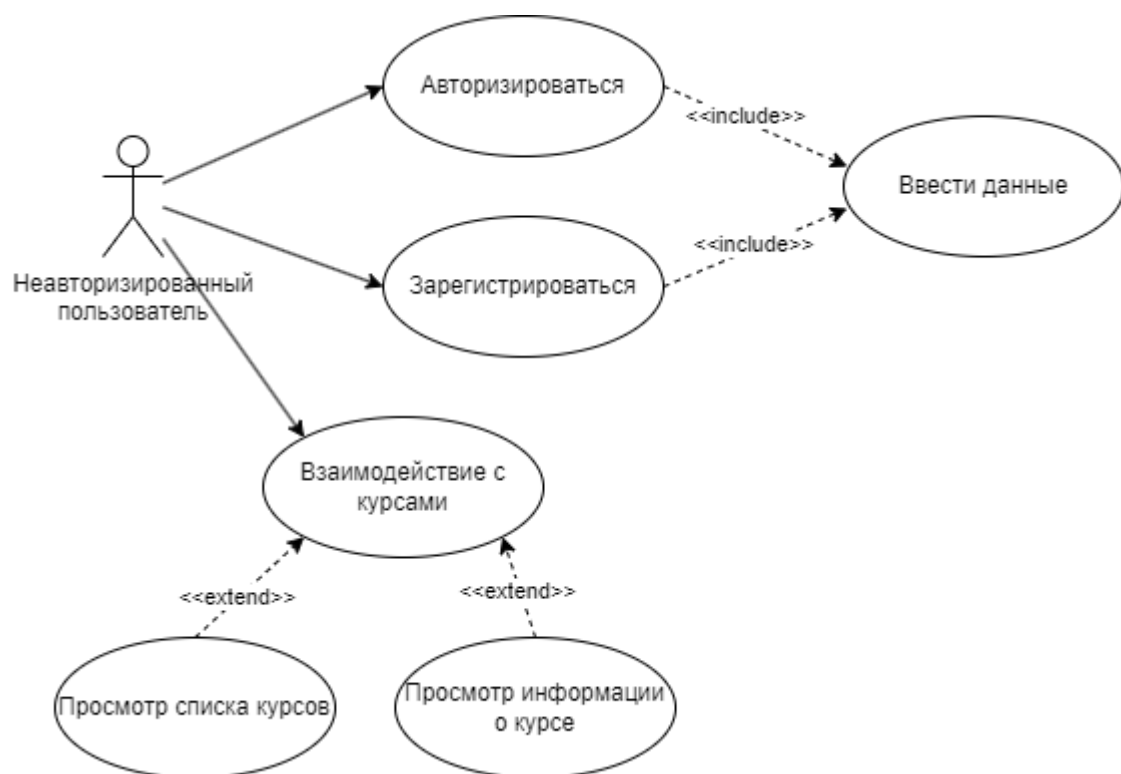 Авторизироваться
<<include>>
Ввести данные
Неавторизированный
пользователь
Зарегистрироваться
<<include>>
Взаимодействие с
курсами
<<extend>>
<<extend>>
Просмотр списка курсов
Просмотр информации
о курсе